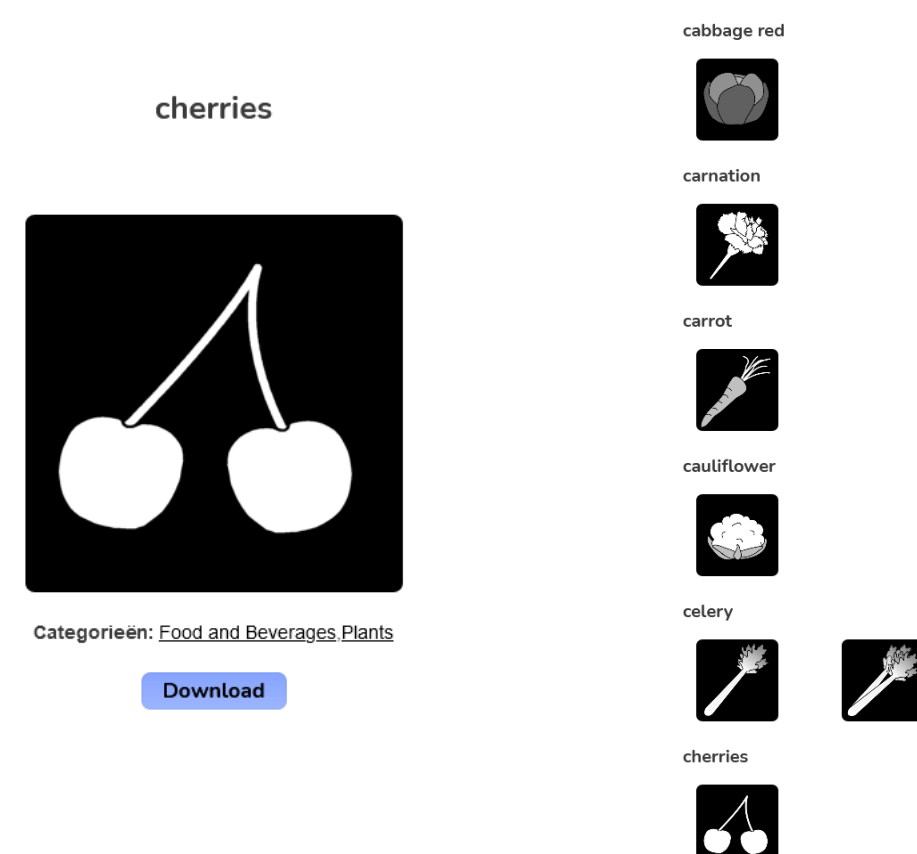 cherries
Categorieën: Food and Beverages,Plants
Download
cabbage red
carnation
carrot
cauliflower
celery
cherries